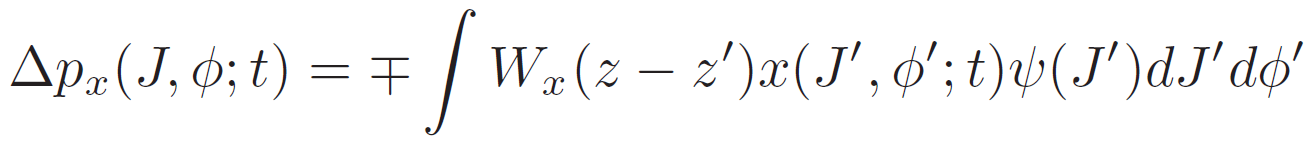 Δp_x(J, ϕ; t) = ∓ ∫ W_x(z − z′)x(J′, ϕ′; t)ψ(J′)dJ′dϕ′